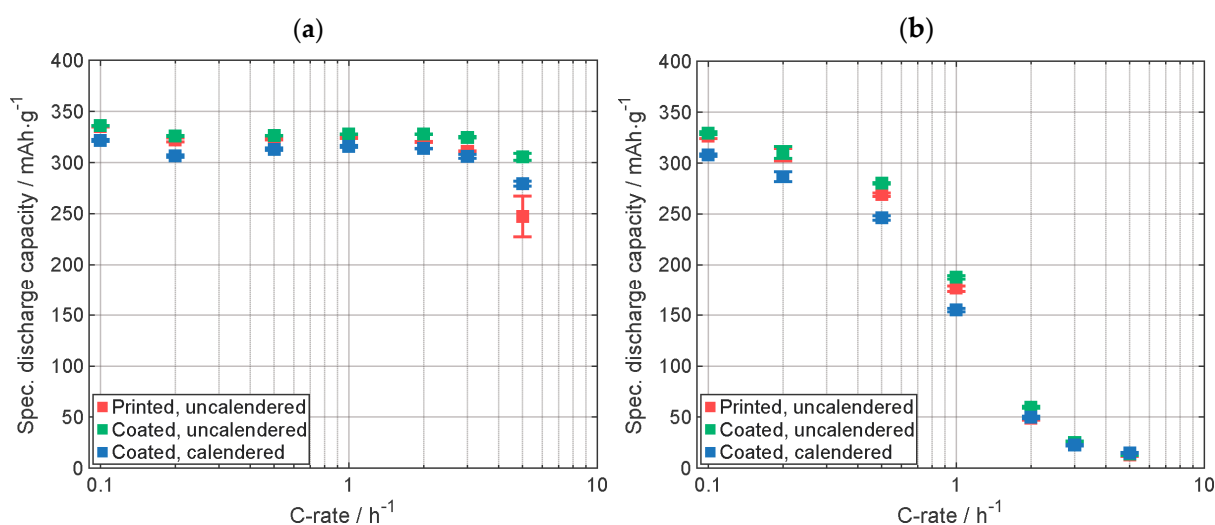 (a)
Spec. discharge capacity / mAh·g⁻¹
400
350
300
250
200
150
100
50
0
Printed, uncalendered
Coated, uncalendered
Coated, calendered
0.1
1
10
C-rate / h⁻¹
(b)
Spec. discharge capacity / mAh·g⁻¹
400
350
300
250
200
150
100
50
0
Printed, uncalendered
Coated, uncalendered
Coated, calendered
0.1
1
10
C-rate / h⁻¹